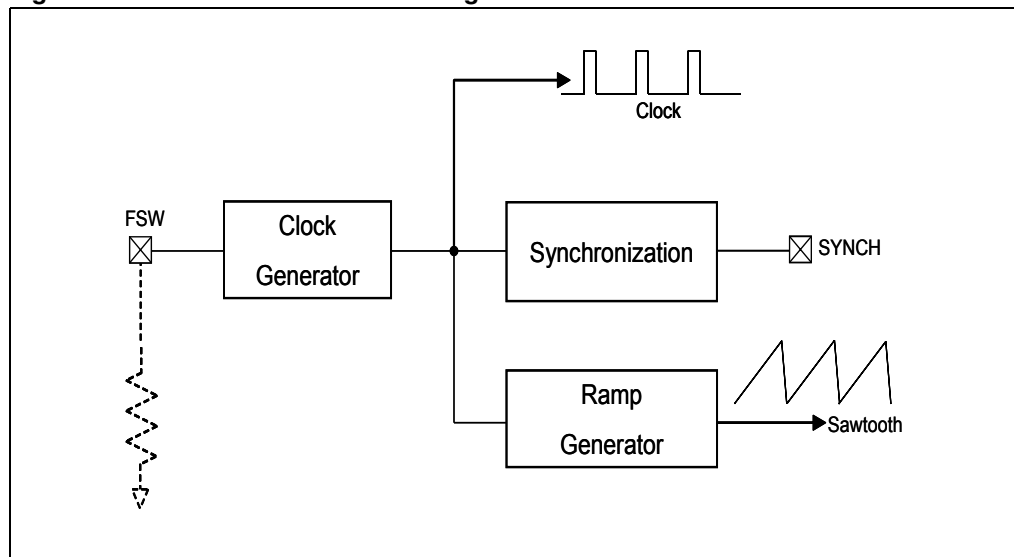 Clock
FSW
Clock
Generator
Synchronization
SYNCH
Ramp
Generator
Sawtooth